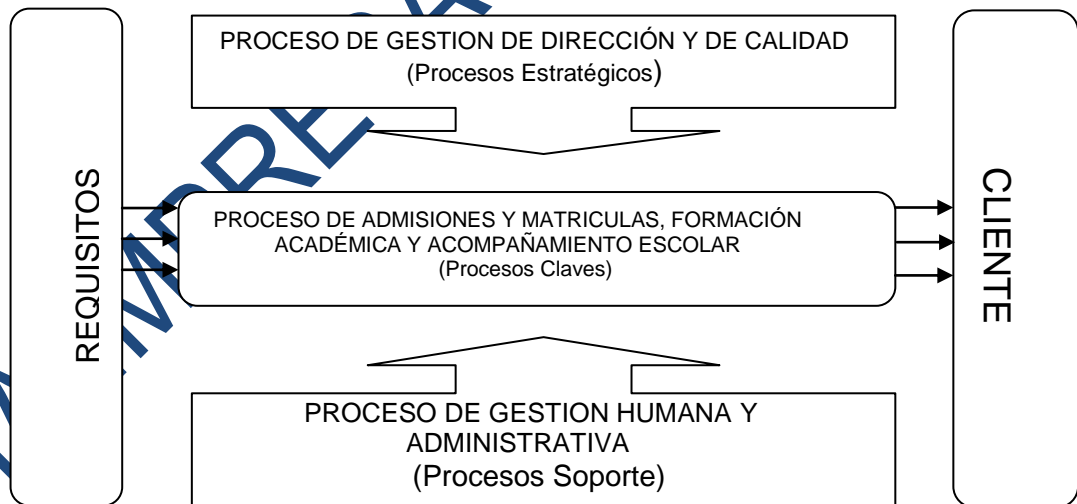 PROCESO DE GESTION DE DIRECCIÓN Y DE CALIDAD
(Procesos Estratégicos)
REQUISITOS
PROCESO DE ADMISIONES Y MATRICULAS, FORMACIÓN
ACADÉMICA Y ACOMPAÑAMIENTO ESCOLAR
(Procesos Claves)
CLIENTE
PROCESO DE GESTION HUMANA Y
ADMINISTRATIVA
(Procesos Soporte)